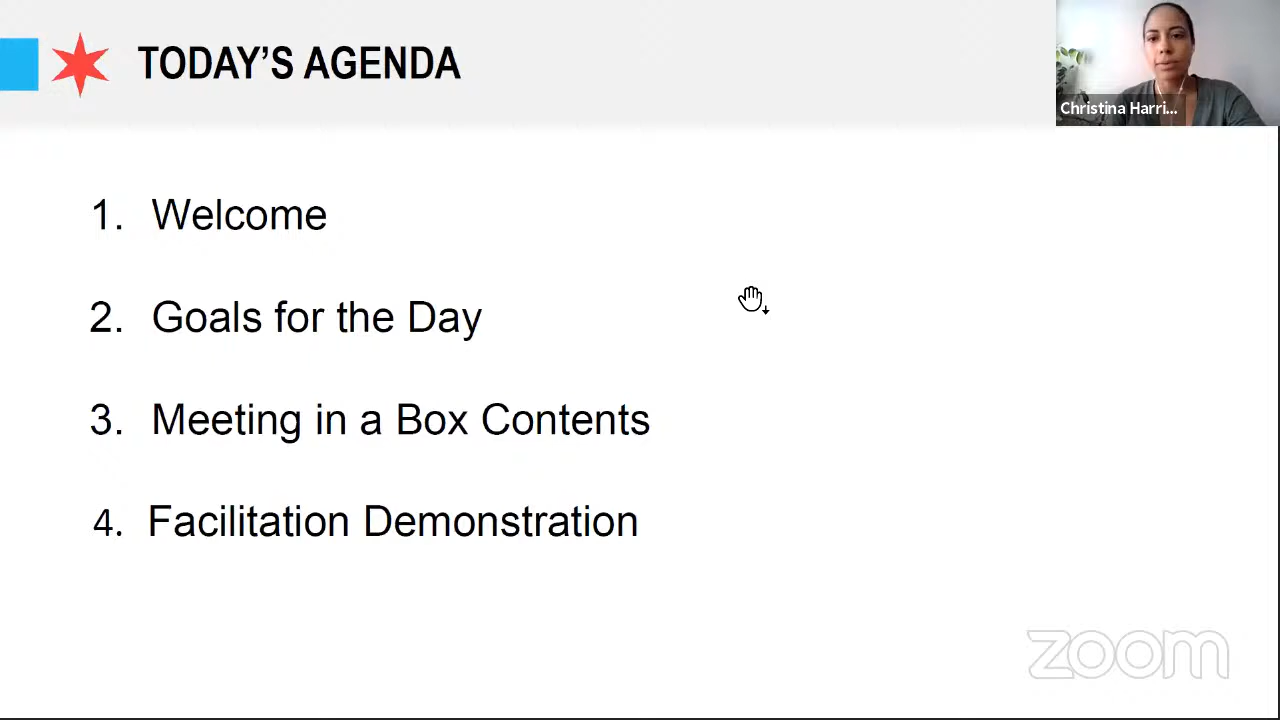 TODAY'S AGENDA
Christina Harri...
1. Welcome
2. Goals for the Day
3. Meeting in a Box Contents
4. Facilitation Demonstration
zoom